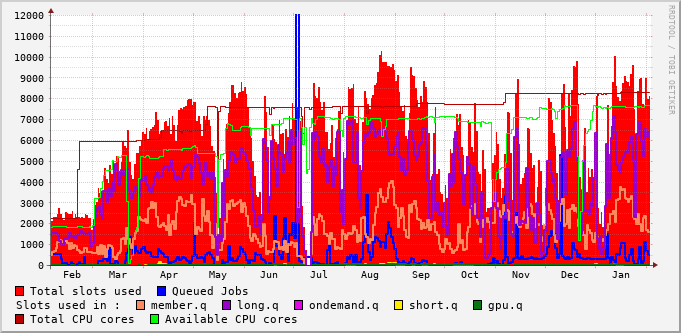 12000
11000
10000
9000
8000
7000
6000
5000
4000
3000
2000
1000
0
Feb Mar Apr May Jun Jul Aug Sep Oct Nov Dec Jan
RRDTOOL / TOBI OETIKER
Total slots used Queued Jobs
Slots used in : member.q long.q ondemand.q short.q gpu.q
Total CPU cores Available CPU cores